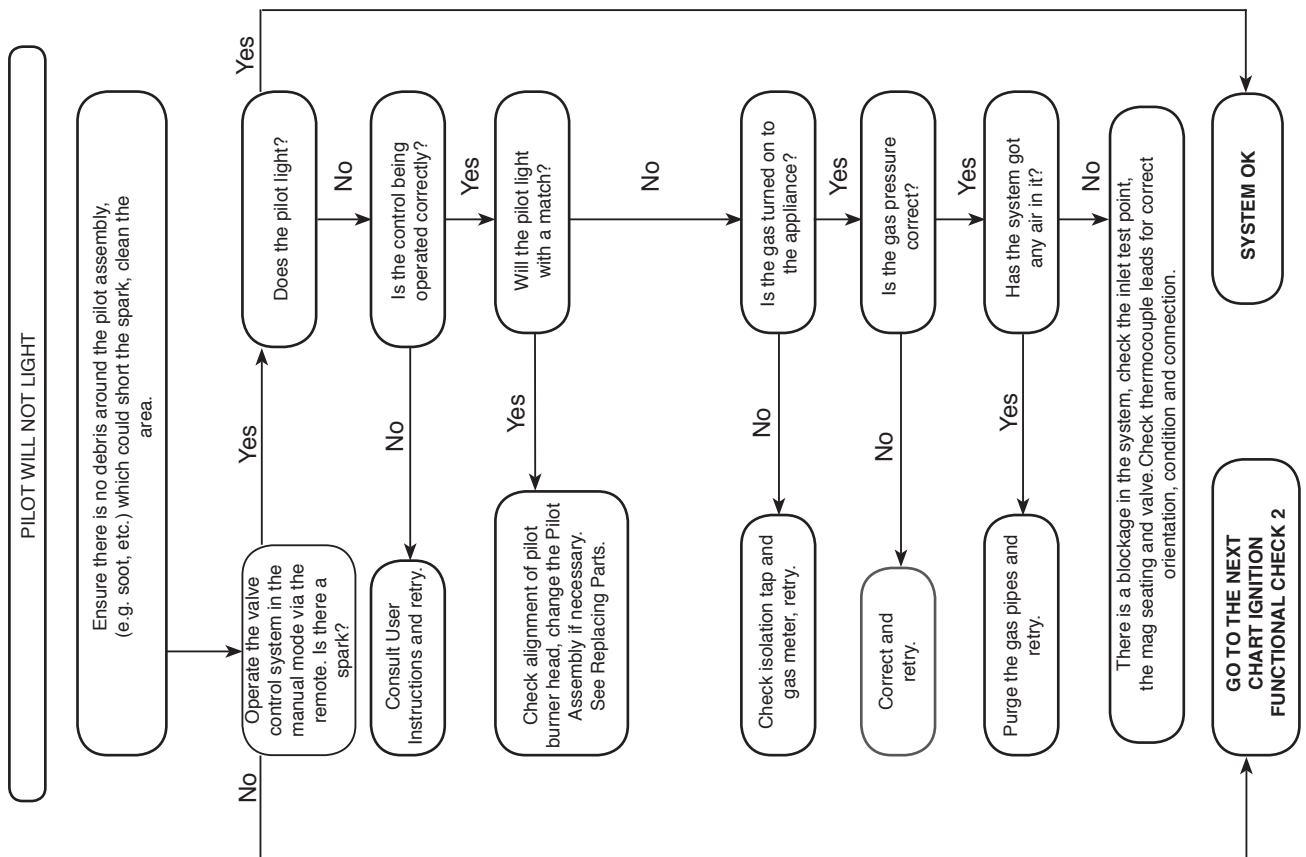 PILOT WILL NOT LIGHT
Ensure there is no debris around the pilot assembly,
(e.g. soot, etc.) which could short the spark, clean the
area.
Operate the valve
control system in the
manual mode via the
remote. Is there a
spark?
No
Yes
Does the pilot light?
Yes
No
Is the control being
operated correctly?
No
Consult User
Instructions and retry.
Yes
Will the pilot light
with a match?
Yes
Check alignment of pilot
burner head, change the Pilot
Assembly if necessary.
See Replacing Parts.
No
Is the gas turned on to
the appliance?
No
Check isolation tap and
gas meter, retry.
Yes
Is the gas pressure
correct?
No
Correct and
retry.
Yes
Has the system got
any air in it?
Yes
Purge the gas pipes and
retry.
No
There is a blockage in the system, check the inlet test point,
the mag seating and valve.Check thermocouple leads for correct
orientation, condition and connection.
GO TO THE NEXT
CHART IGNITION
FUNCTIONAL CHECK 2
SYSTEM OK